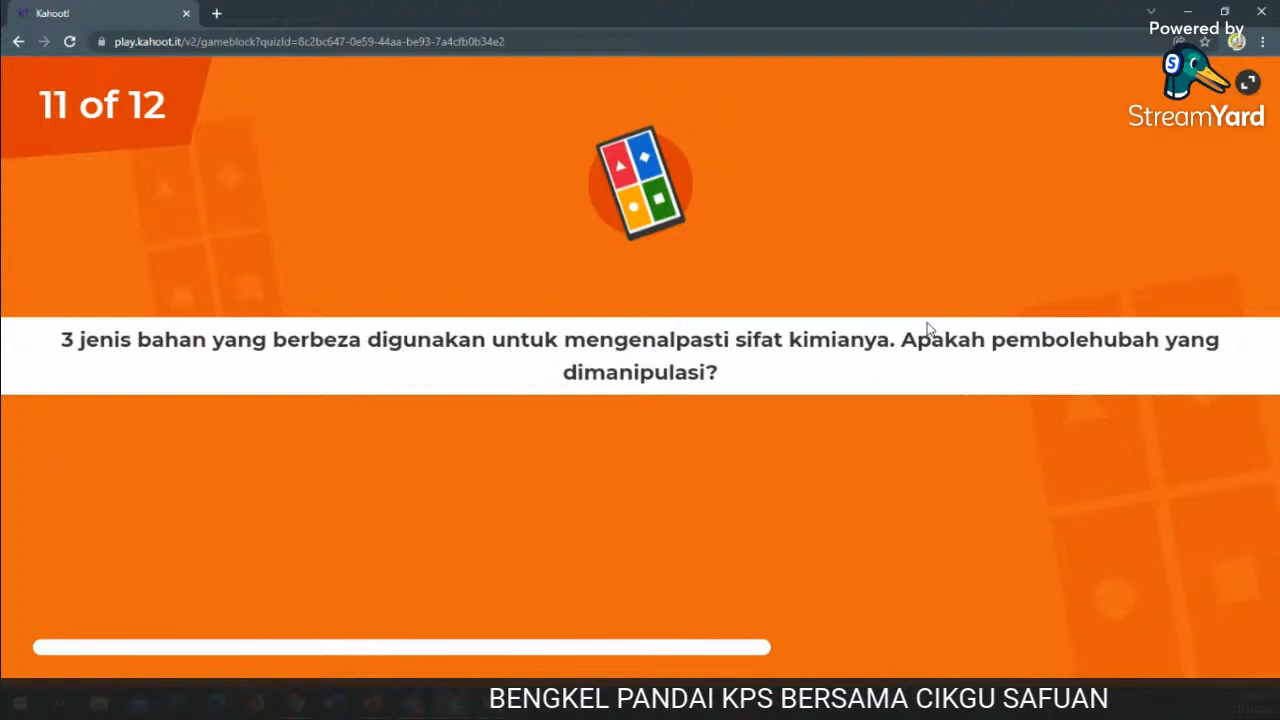 Kahoot!
play.kahoot.it/v2/gameblock?quizId=8c2bc647-0e59-44aa-be93-7a4cfb0b34e2
Powered by
StreamYard
11 of 12
3 jenis bahan yang berbeza digunakan untuk mengenalpasti sifat kimianya. Apakah pembolehubah yang
dimanipulasi?
BENGKEL PANDAI KPS BERSAMA CIKGU SAFUAN